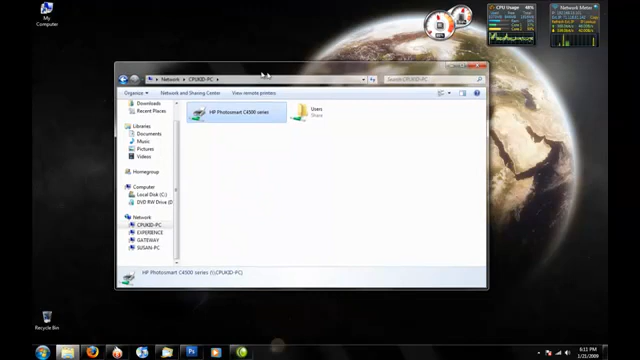 My
Computer
CPU Usage 48%
Network Meter
Network ▸ CPUKID-PC ▸
Search CPUKID-PC
Organize
Network and Sharing Center
View remote printers
Downloads
Recent Places
Libraries
Documents
Music
Pictures
Videos
Homegroup
Computer
Local Disk (C:)
DVD RW Drive (D
Network
CPUKID-PC
EXPERIENCE
GATEWAY
SUSAN-PC
HP Photosmart C4500 series
Users
Share
HP Photosmart C4500 series (\\CPUKID-PC)
Recycle Bin
6:11 PM
1/21/2009